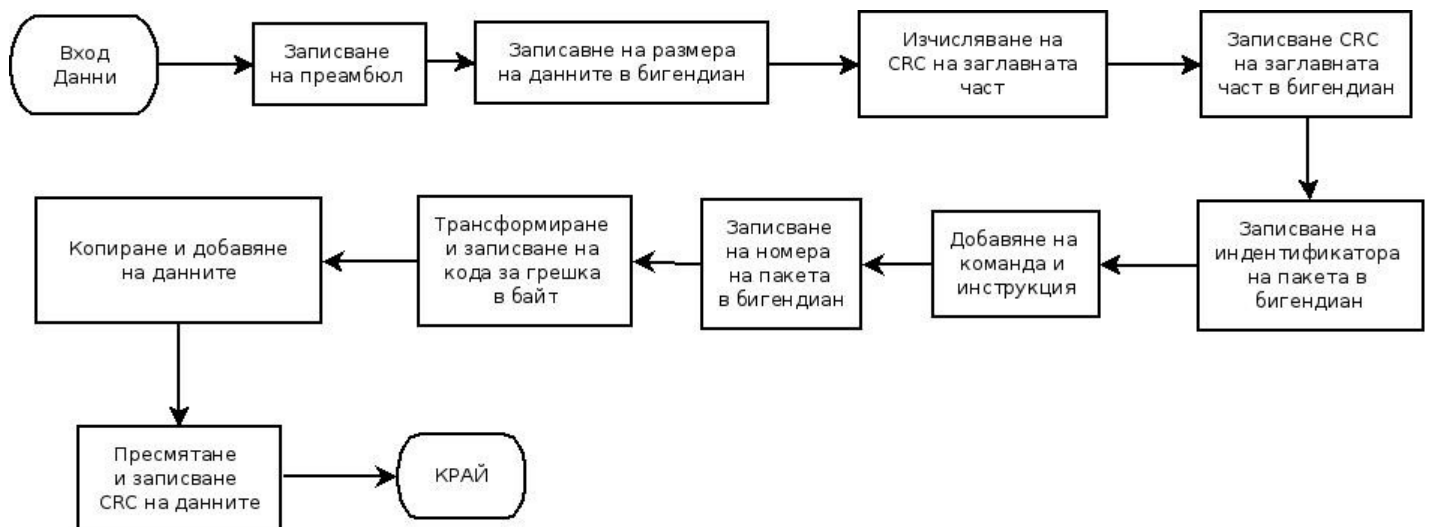 Вход
Данни
Записване
на преамбюл
Записавне на размера
на данните в бигендиан
Изчисляване на
CRC на заглавната
част
Записване CRC
на заглавната
част в бигендиан
Записване на
индентификатора
на пакета в
бигендиан
Добавяне на
команда и
инструкция
Записване
на номера
на пакета
в бигендиан
Трансформиране
и записване на
кода за грешка
в байт
Копиране и добавяне
на данните
Пресмятане
и записване
CRC на данните
КРАЙ